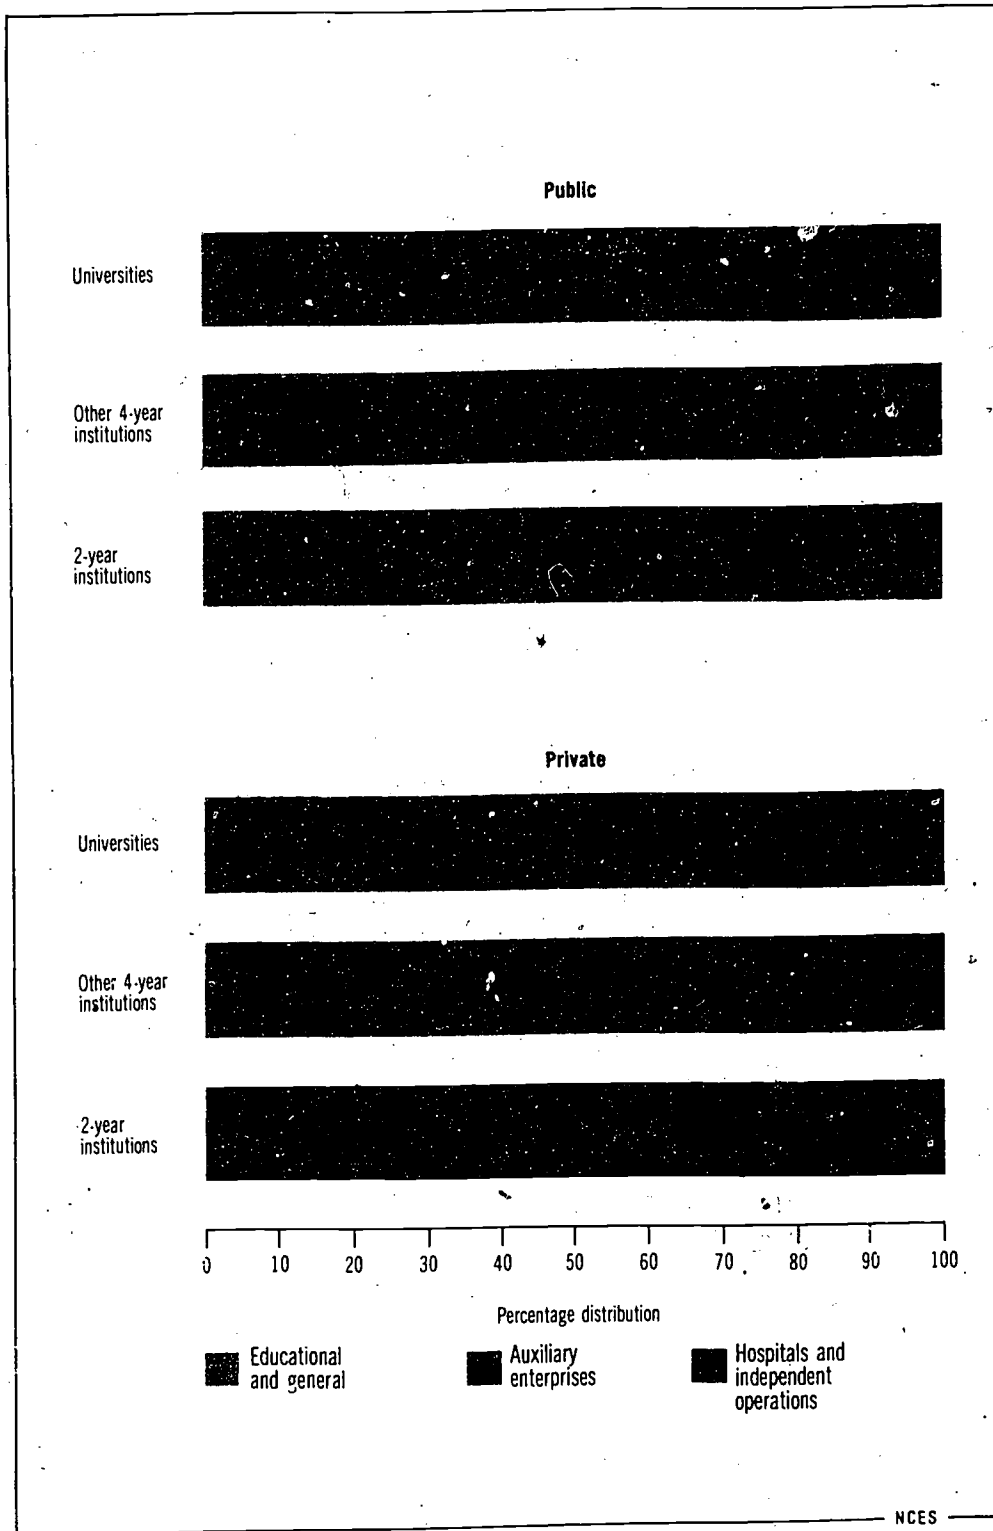 Public
Universities
Other 4-year
institutions
2-year
institutions
Private
Universities
Other 4-year
institutions
2-year
institutions
0 10 20 30 40 50 60 70 80 90 100
Percentage distribution
Educational
and general
Auxiliary
enterprises
Hospitals and
independent
operations
NCES